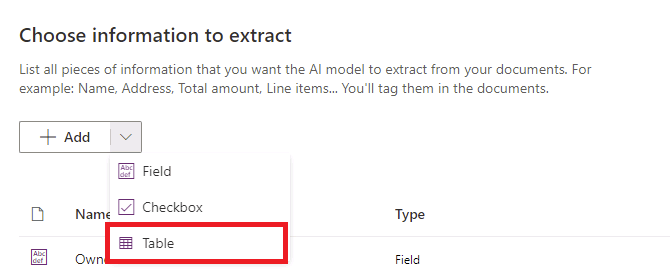 Choose information to extract
List all pieces of information that you want the AI model to extract from your documents. For
example: Name, Address, Total amount, Line items... You'll tag them in the documents.
Add
Abc
def
Field
Checkbox
Name
Type
Table
Abc
def
Field